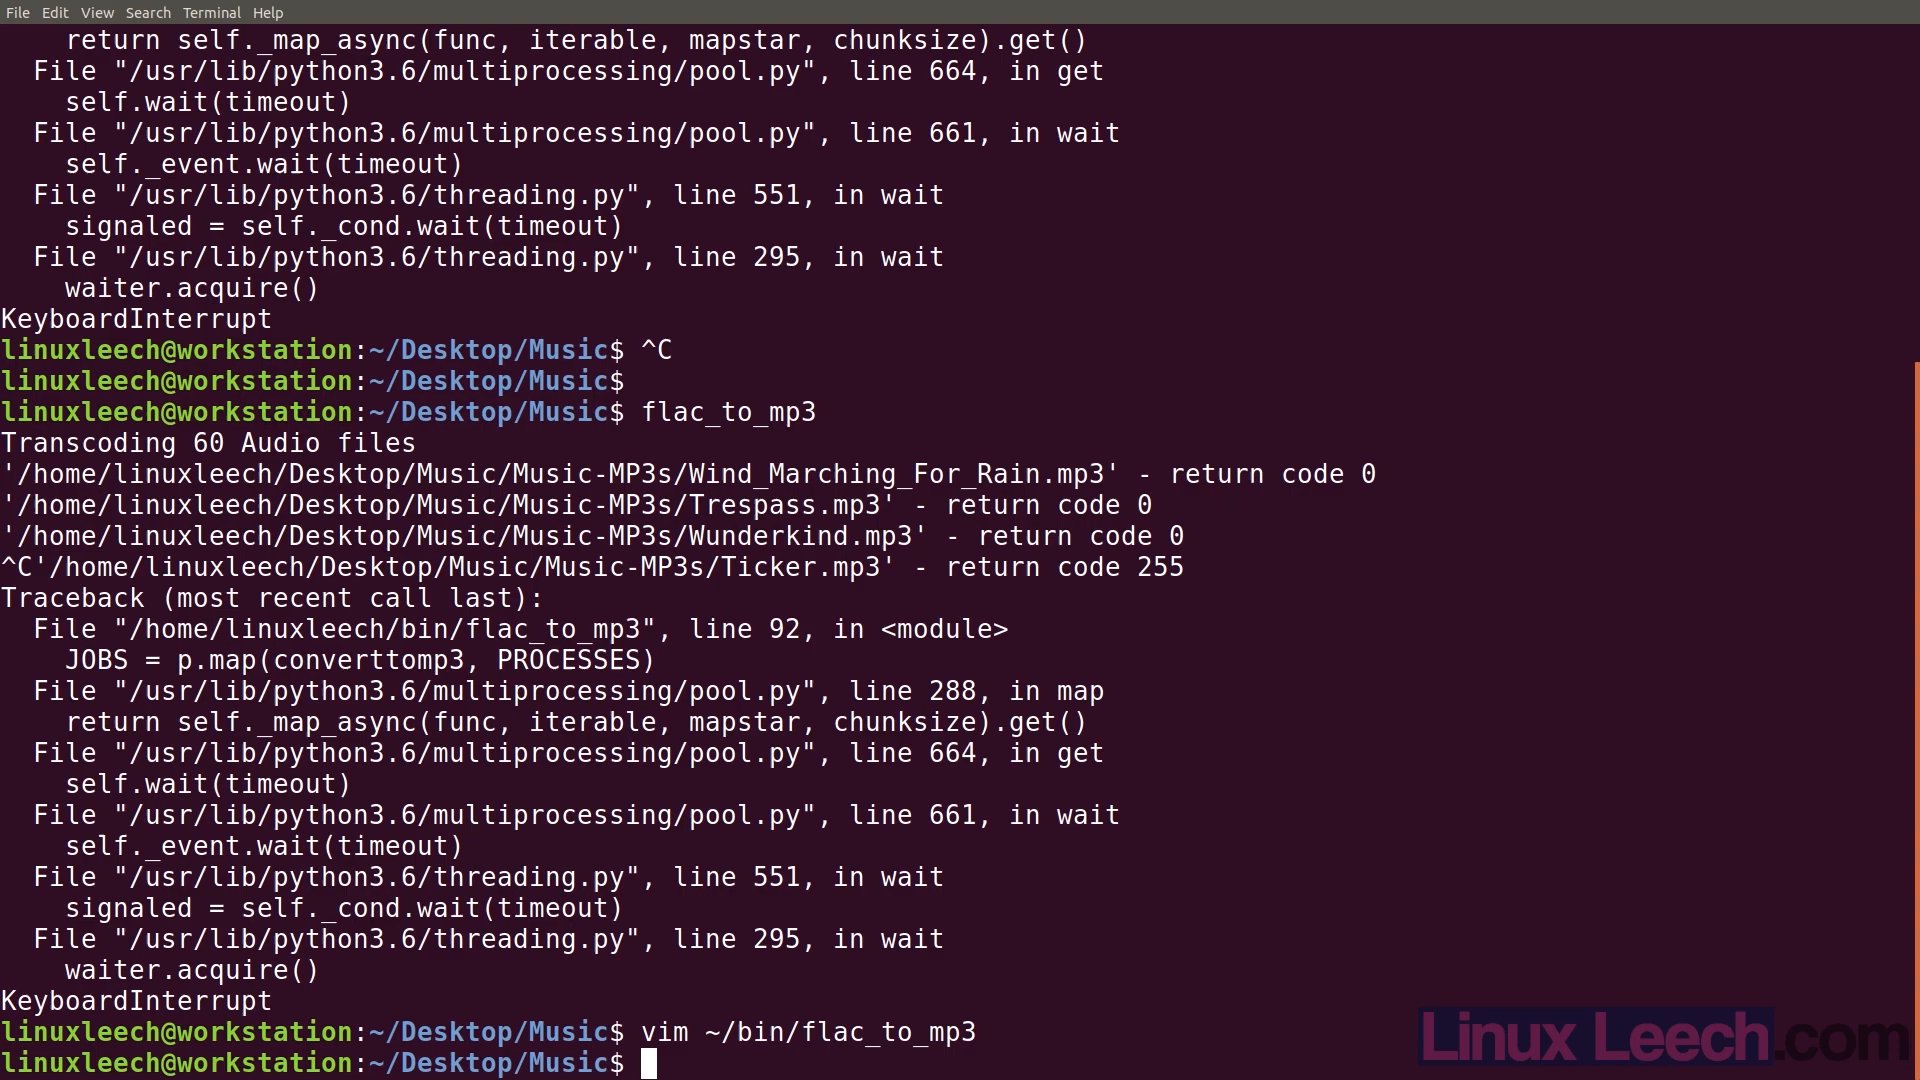 File Edit View Search Terminal Help
    return self._map_async(func, iterable, mapstar, chunksize).get()
  File "/usr/lib/python3.6/multiprocessing/pool.py", line 664, in get
    self.wait(timeout)
  File "/usr/lib/python3.6/multiprocessing/pool.py", line 661, in wait
    self._event.wait(timeout)
  File "/usr/lib/python3.6/threading.py", line 551, in wait
    signaled = self._cond.wait(timeout)
  File "/usr/lib/python3.6/threading.py", line 295, in wait
    waiter.acquire()
KeyboardInterrupt
linuxleech@workstation:~/Desktop/Music$ ^C
linuxleech@workstation:~/Desktop/Music$
linuxleech@workstation:~/Desktop/Music$ flac_to_mp3
Transcoding 60 Audio files
'/home/linuxleech/Desktop/Music/Music-MP3s/Wind_Marching_For_Rain.mp3' - return code 0
'/home/linuxleech/Desktop/Music/Music-MP3s/Trespass.mp3' - return code 0
'/home/linuxleech/Desktop/Music/Music-MP3s/Wunderkind.mp3' - return code 0
^C'/home/linuxleech/Desktop/Music/Music-MP3s/Ticker.mp3' - return code 255
Traceback (most recent call last):
  File "/home/linuxleech/bin/flac_to_mp3", line 92, in <module>
    JOBS = p.map(converttomp3, PROCESSES)
  File "/usr/lib/python3.6/multiprocessing/pool.py", line 288, in map
    return self._map_async(func, iterable, mapstar, chunksize).get()
  File "/usr/lib/python3.6/multiprocessing/pool.py", line 664, in get
    self.wait(timeout)
  File "/usr/lib/python3.6/multiprocessing/pool.py", line 661, in wait
    self._event.wait(timeout)
  File "/usr/lib/python3.6/threading.py", line 551, in wait
    signaled = self._cond.wait(timeout)
  File "/usr/lib/python3.6/threading.py", line 295, in wait
    waiter.acquire()
KeyboardInterrupt
linuxleech@workstation:~/Desktop/Music$ vim ~/bin/flac_to_mp3
linuxleech@workstation:~/Desktop/Music$
Linux Leech.com